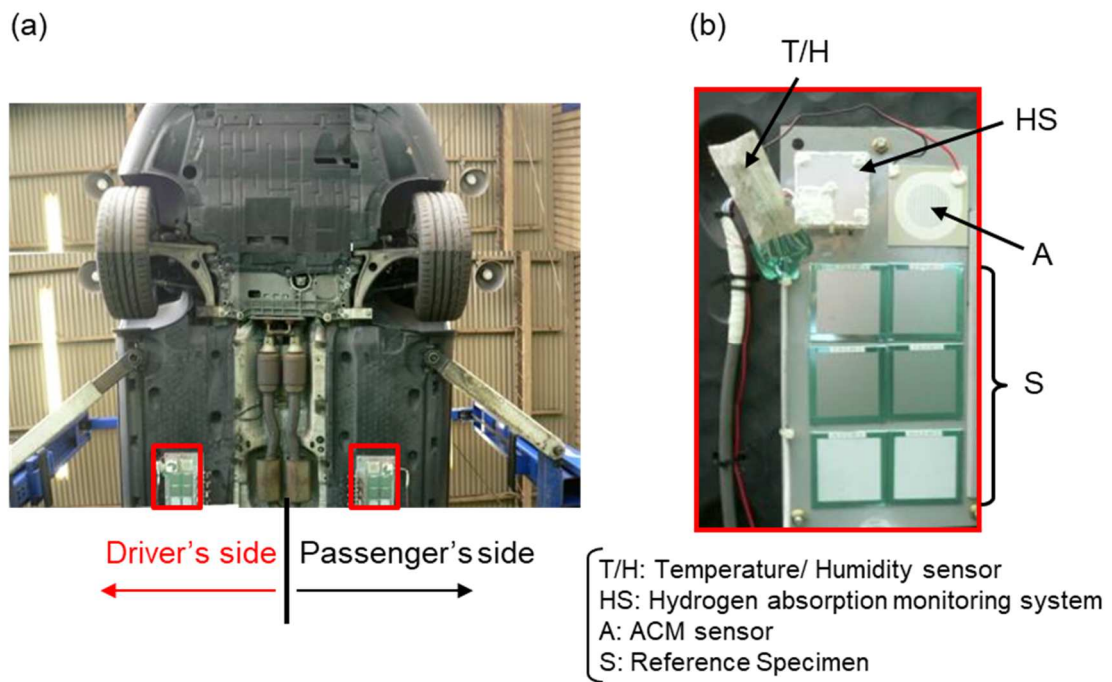 (a)
(b)
T/H
HS
A
S
Driver's side
Passenger's side
T/H: Temperature/ Humidity sensor
HS: Hydrogen absorption monitoring system
A: ACM sensor
S: Reference Specimen